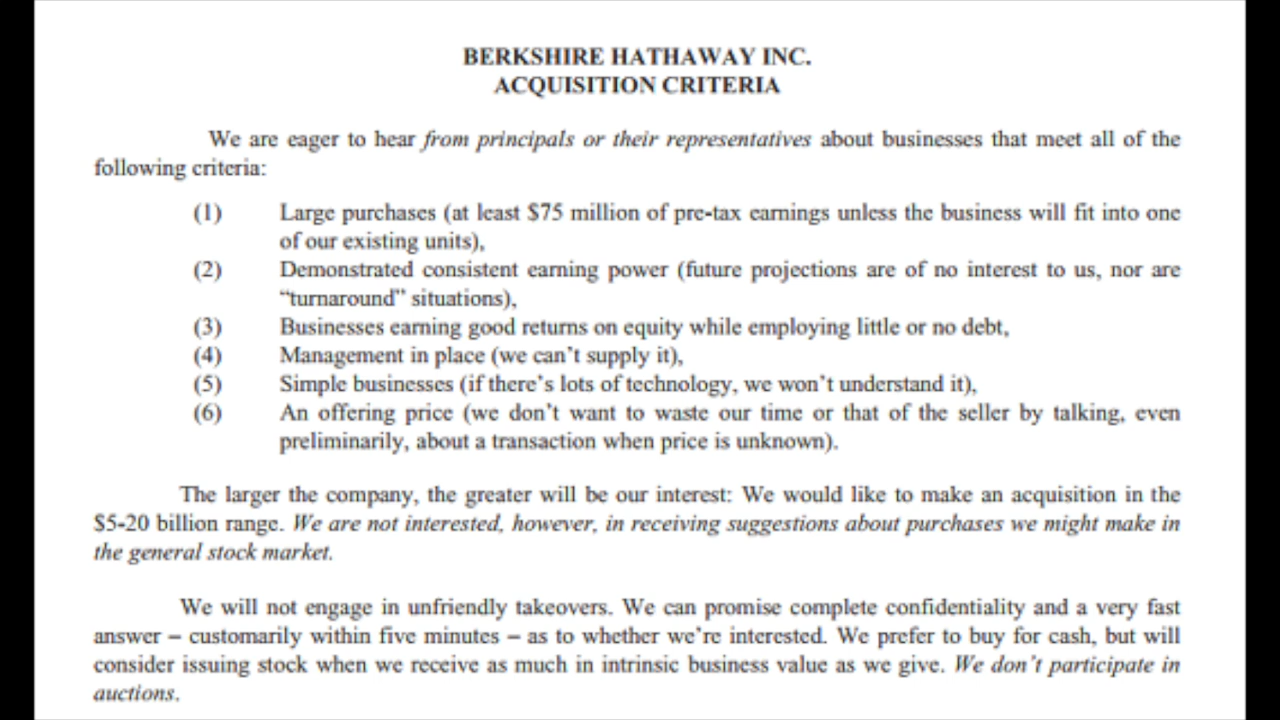 BERKSHIRE HATHAWAY INC.
ACQUISITION CRITERIA
We are eager to hear from principals or their representatives about businesses that meet all of the
following criteria:
(1) Large purchases (at least $75 million of pre-tax earnings unless the business will fit into one
of our existing units),
(2) Demonstrated consistent earning power (future projections are of no interest to us, nor are
“turnaround” situations),
(3) Businesses earning good returns on equity while employing little or no debt,
(4) Management in place (we can’t supply it),
(5) Simple businesses (if there’s lots of technology, we won’t understand it),
(6) An offering price (we don’t want to waste our time or that of the seller by talking, even
preliminarily, about a transaction when price is unknown).
The larger the company, the greater will be our interest: We would like to make an acquisition in the
$5-20 billion range. We are not interested, however, in receiving suggestions about purchases we might make in
the general stock market.
We will not engage in unfriendly takeovers. We can promise complete confidentiality and a very fast
answer – customarily within five minutes – as to whether we’re interested. We prefer to buy for cash, but will
consider issuing stock when we receive as much in intrinsic business value as we give. We don’t participate in
auctions.